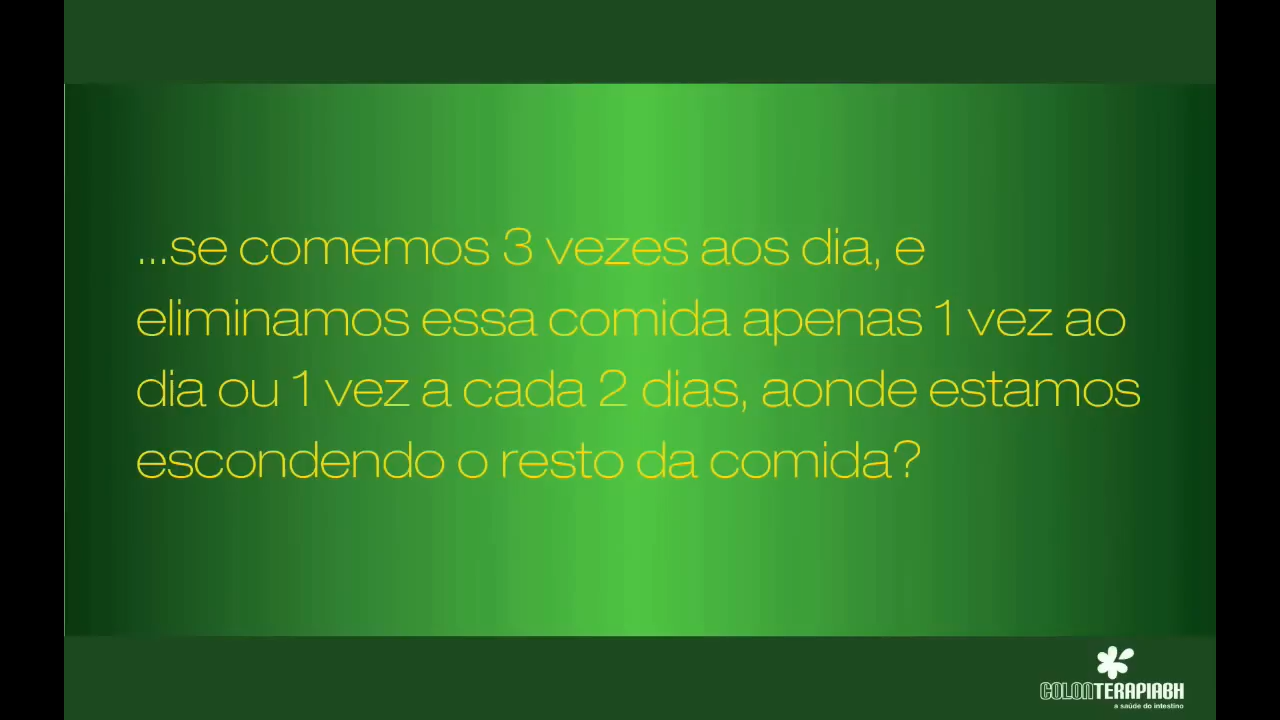 ...se comemos 3 vezes aos dia, e
eliminamos essa comida apenas 1 vez ao
dia ou 1 vez a cada 2 dias, aonde estamos
escondendo o resto da comida?
COLONTERAPIABH
a saúde do intestino